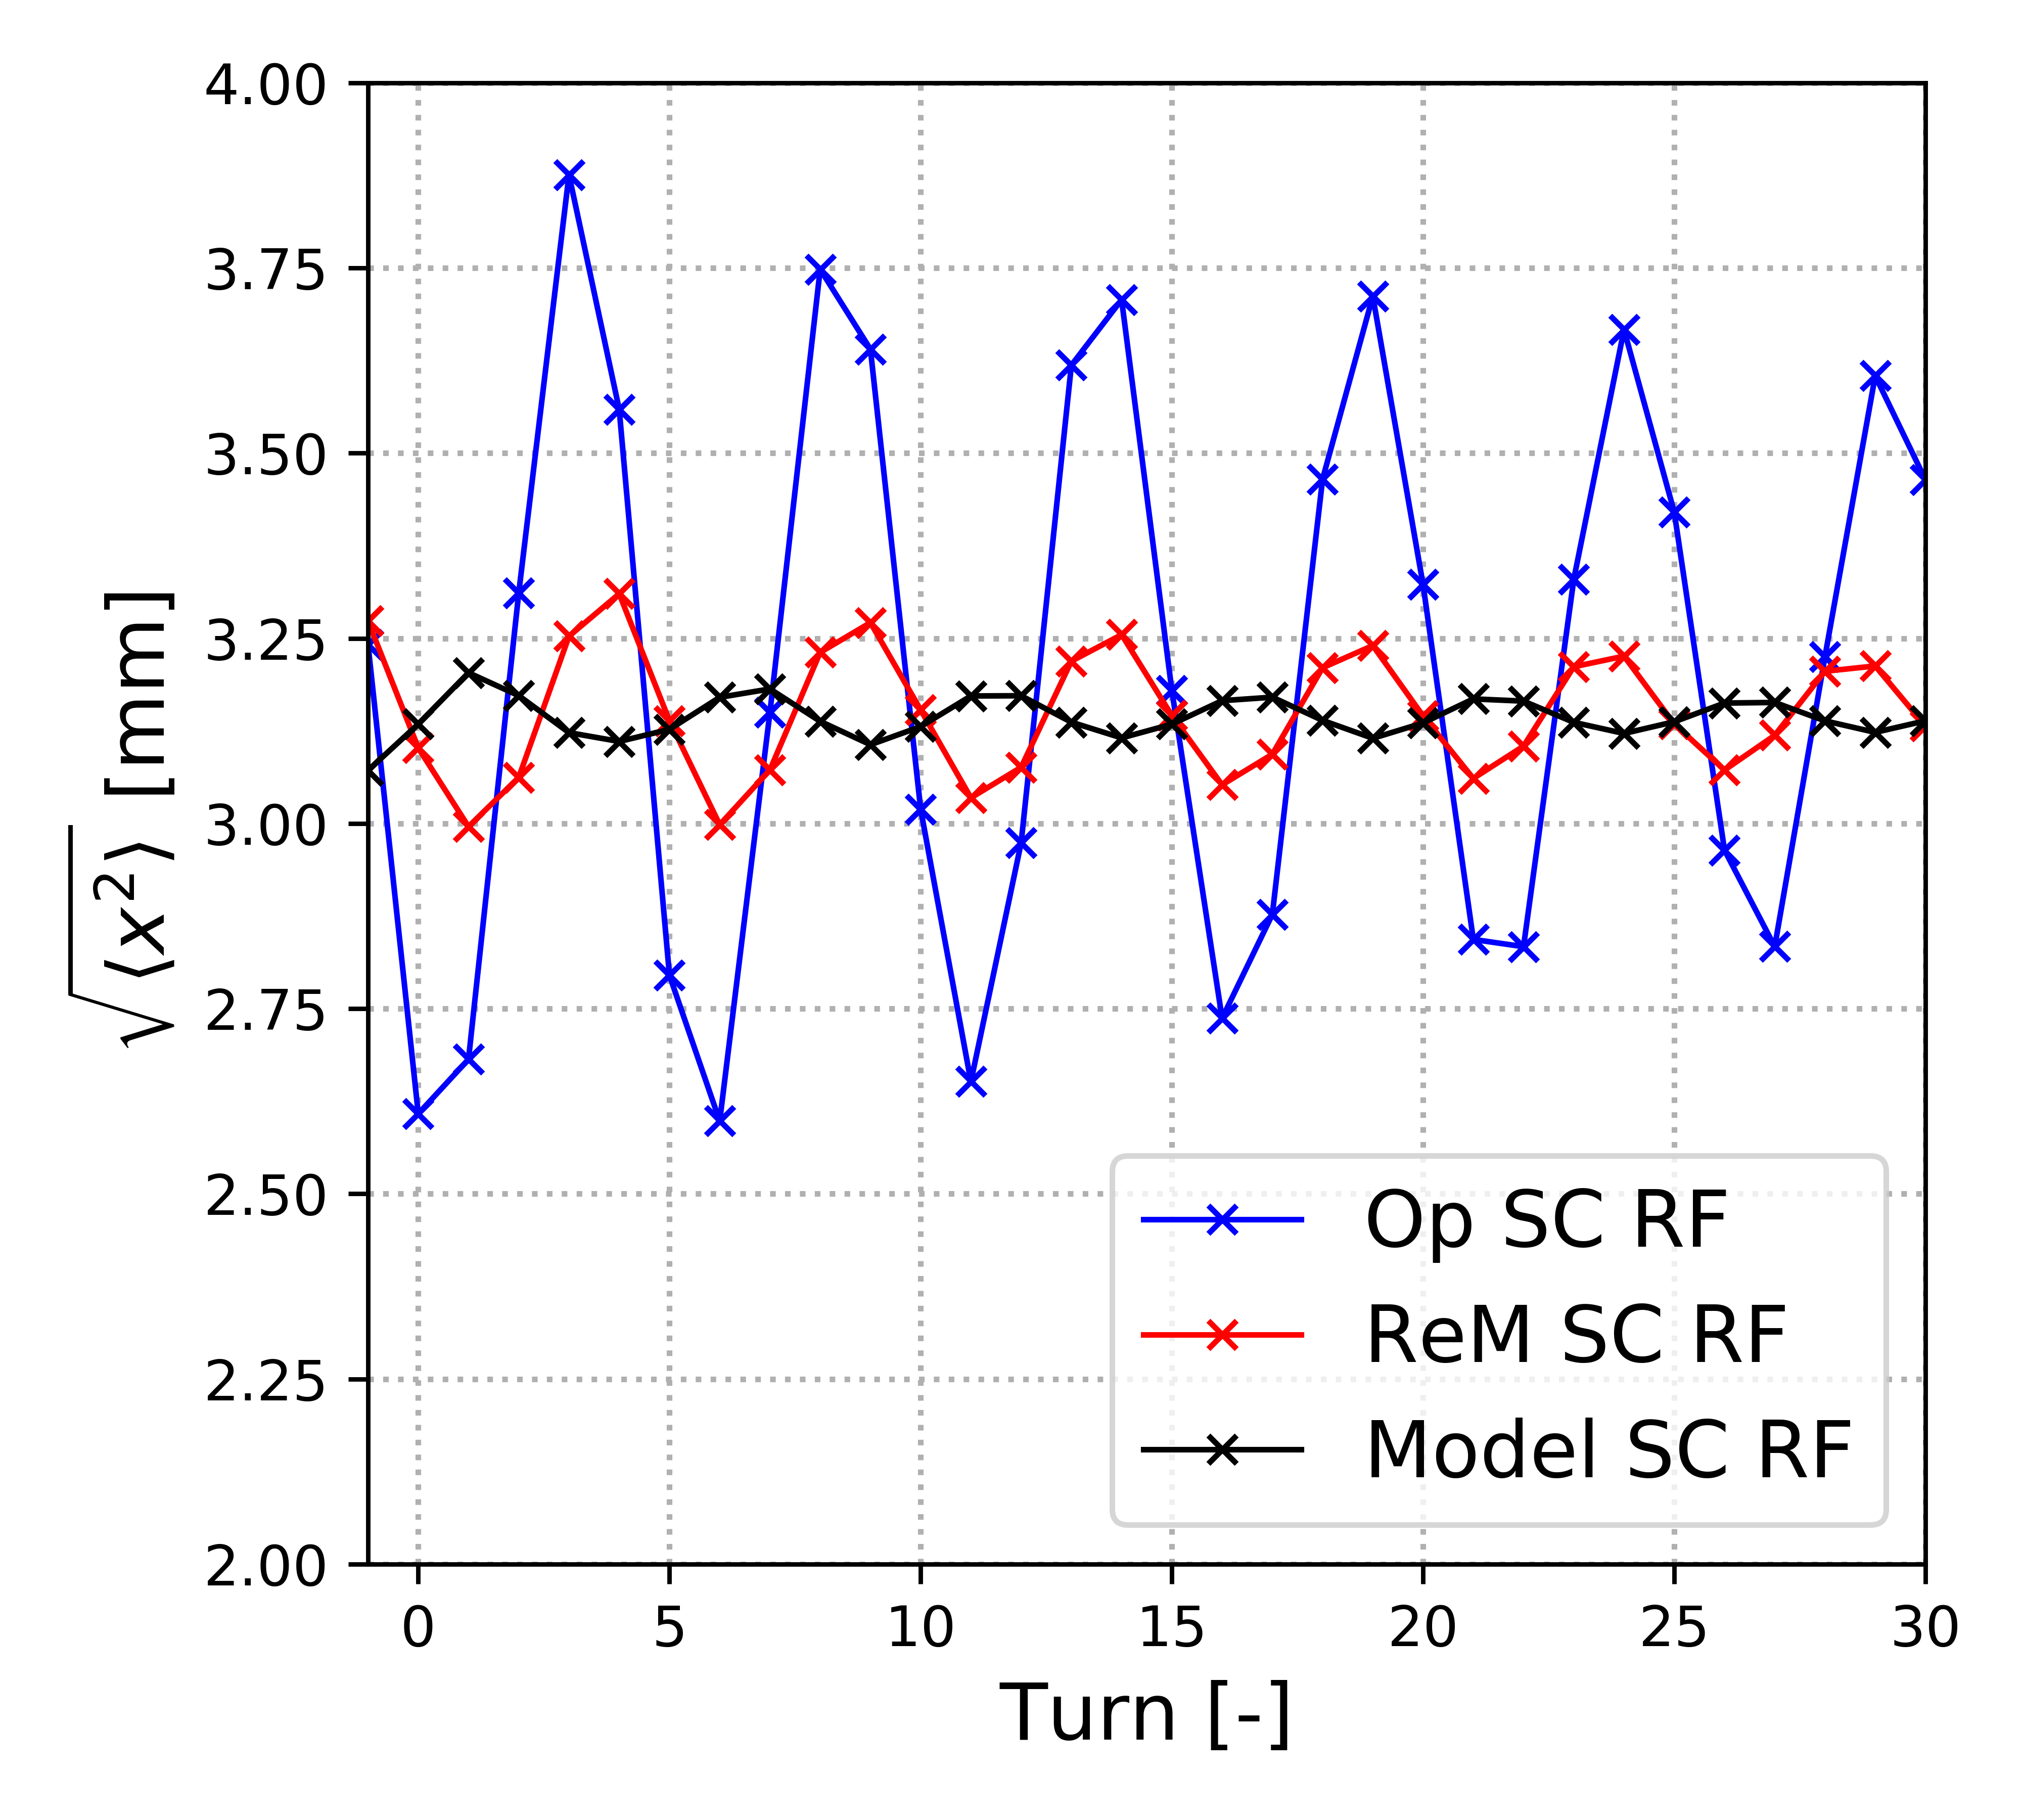 4.00
3.75
3.50
3.25
3.00
2.75
2.50
2.25
2.00
√⟨x²⟩ [mm]
0 5 10 15 20 25 30
Turn [-]
Op SC RF
ReM SC RF
Model SC RF